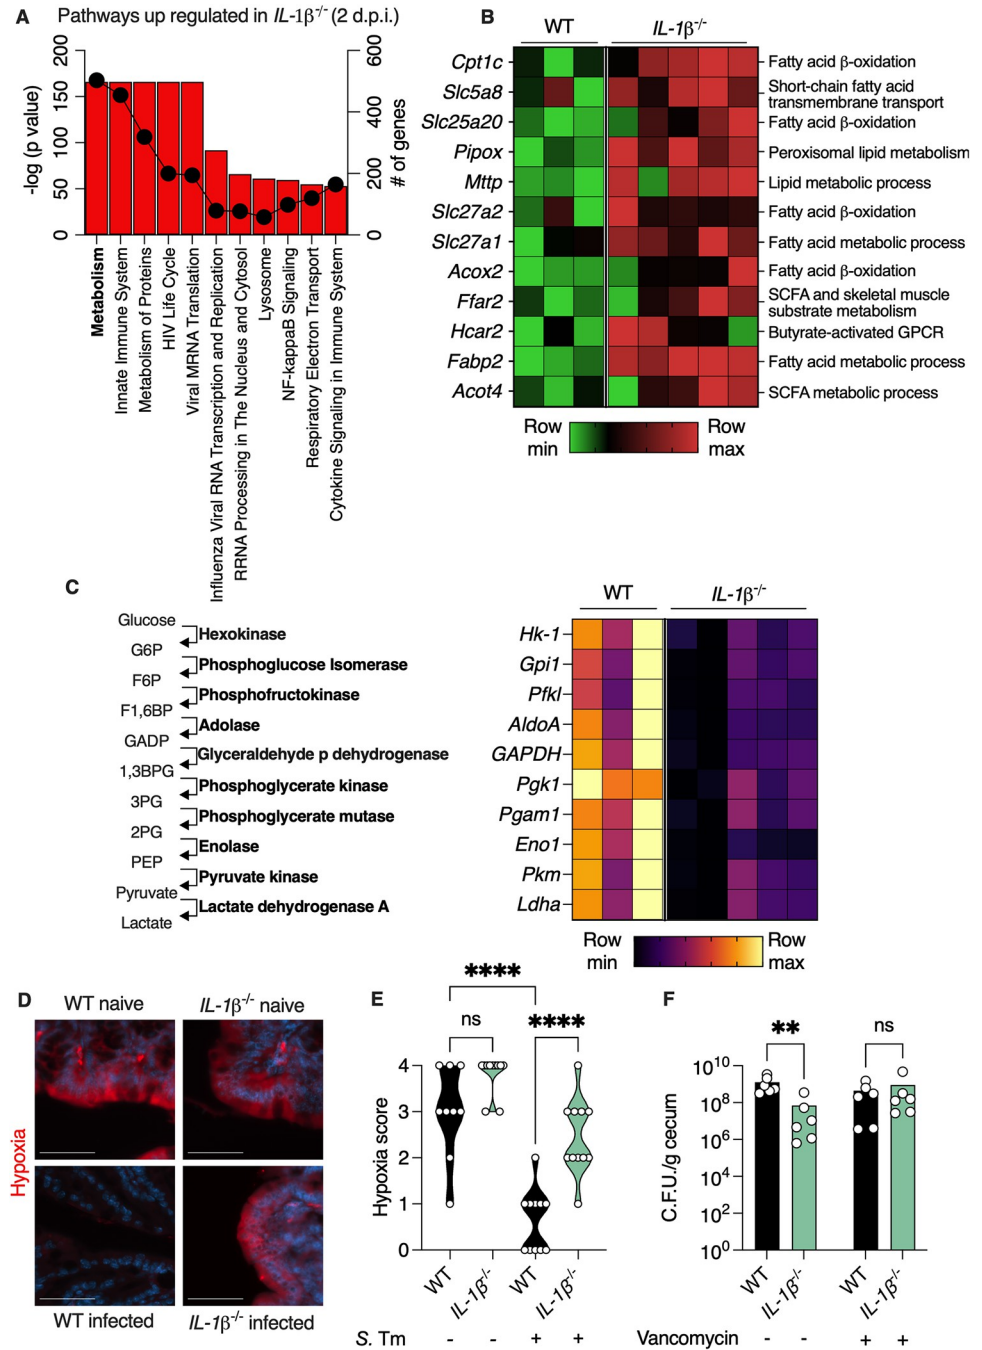 A
Pathways up regulated in IL-1β-/- (2 d.p.i.)
-log (p value)
200
150
100
50
0
600
400
200
0
# of genes
Metabolism
Innate Immune System
Metabolism of Proteins
HIV Life Cycle
Viral MRNA Translation
Influenza Viral RNA Transcription and Replication
RRNA Processing in The Nucleus and Cytosol
Lysosome
NF-kappaB Signaling
Respiratory Electron Transport
Cytokine Signaling in Immune System
B
WT IL-1β-/-
Cpt1c Fatty acid β-oxidation
Slc5a8 Short-chain fatty acid
transmembrane transport
Slc25a20 Fatty acid β-oxidation
Pipox Peroxisomal lipid metabolism
Mttp Lipid metabolic process
Slc27a2 Fatty acid β-oxidation
Slc27a1 Fatty acid metabolic process
Acox2 Fatty acid β-oxidation
Ffar2 SCFA and skeletal muscle
substrate metabolism
Hcar2 Butyrate-activated GPCR
Fabp2 Fatty acid metabolic process
Acot4 SCFA metabolic process
Row min Row max
C
Glucose
Hexokinase
G6P
Phosphoglucose Isomerase
F6P
Phosphofructokinase
F1,6BP
Adolase
GADP
Glyceraldehyde p dehydrogenase
1,3BPG
Phosphoglycerate kinase
3PG
Phosphoglycerate mutase
2PG
Enolase
PEP
Pyruvate kinase
Pyruvate
Lactate dehydrogenase A
Lactate
WT IL-1β-/-
Hk-1
Gpi1
Pfkl
AldoA
GAPDH
Pgk1
Pgam1
Eno1
Pkm
Ldha
Row min Row max
D
WT naive IL-1β-/- naive
Hypoxia
WT infected IL-1β-/- infected
E
****
ns ****
Hypoxia score
4
3
2
1
0
WT IL-1β-/- WT IL-1β-/-
S. Tm - - + +
F
** ns
C.F.U./g cecum
10^10
10^8
10^6
10^4
10^2
10^0
WT IL-1β-/- WT IL-1β-/-
Vancomycin - - + +